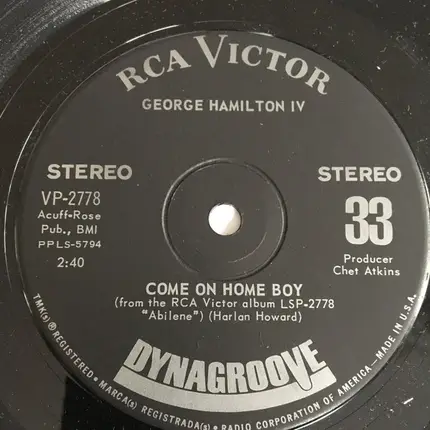 RCA VICTOR
GEORGE HAMILTON IV
STEREO
VP-2778
Acuff-Rose
Pub., BMI
PPLS-5794
2:40
STEREO
33
Producer
Chet Atkins
COME ON HOME BOY
(from the RCA Victor album LSP-2778
"Abilene") (Harlan Howard)
DYNAGROOVE
TMK(s) ® REGISTERED • MARCA(s) REGISTRADA(s) • RADIO CORPORATION OF AMERICA — MADE IN U.S.A.